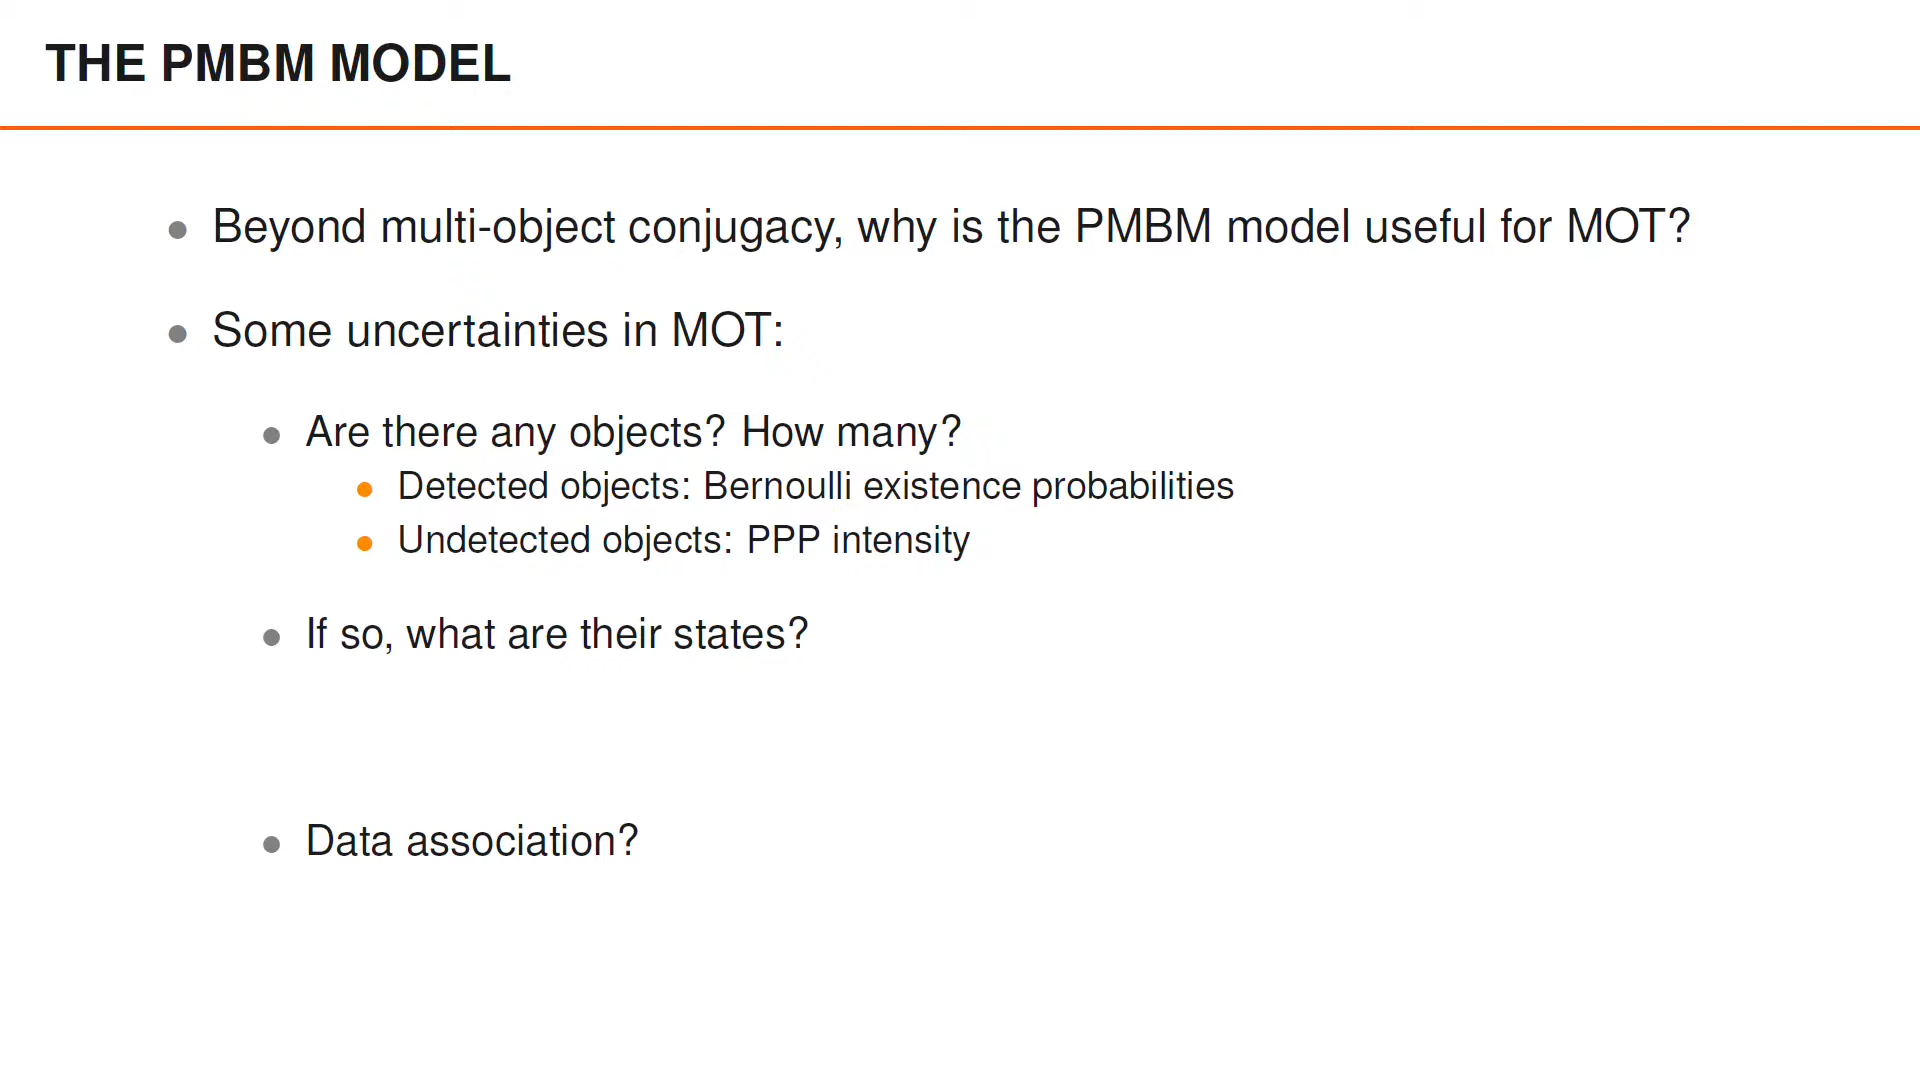 THE PMBM MODEL
Beyond multi-object conjugacy, why is the PMBM model useful for MOT?
Some uncertainties in MOT:
Are there any objects? How many?
Detected objects: Bernoulli existence probabilities
Undetected objects: PPP intensity
If so, what are their states?
Data association?